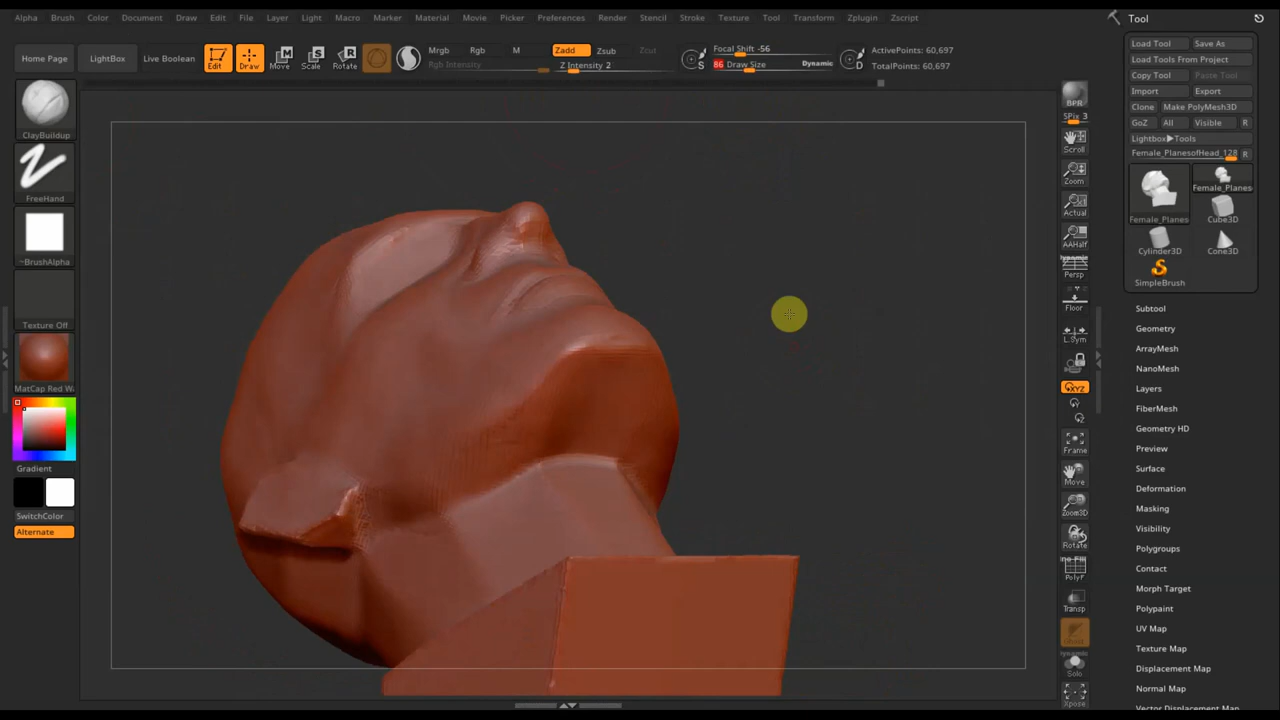 Alpha Brush Color Document Draw Edit File Layer Light Macro Marker Material Movie Picker Preferences Render Stencil Stroke Texture Tool Transform Zplugin Zscript
Tool
Home Page LightBox Live Boolean Edit Draw Move Scale Rotate
Mrgb Rgb M Zadd Zsub Zcut
Rgb Intensity Z Intensity 2
S Focal Shift -56
86 Draw Size Dynamic D
ActivePoints: 60,697
TotalPoints: 60,697
Load Tool Save As
Load Tools From Project
Copy Tool Paste Tool
Import Export
Clone Make PolyMesh3D
GoZ All Visible R
Lightbox▶Tools
Female_PlanesofHead_128 R
Female_Planes Female_Planes
Cube3D
Cylinder3D Cone3D
SimpleBrush
Subtool
Geometry
ArrayMesh
NanoMesh
Layers
FiberMesh
Geometry HD
Preview
Surface
Deformation
Masking
Visibility
Polygroups
Contact
Morph Target
Polypaint
UV Map
Texture Map
Displacement Map
Normal Map
Vector Displacement Map
ClayBuildup
FreeHand
~BrushAlpha
Texture Off
MatCap Red Wa
Gradient
SwitchColor
Alternate
BPR
SPix 3
Scroll
Zoom
Actual
AAHalf
Dynamic
Persp
Floor
L.Sym
XYZ
Frame
Move
Zoom3D
Rotate
PolyF
Transp
Dynamic
Solo
Xpose